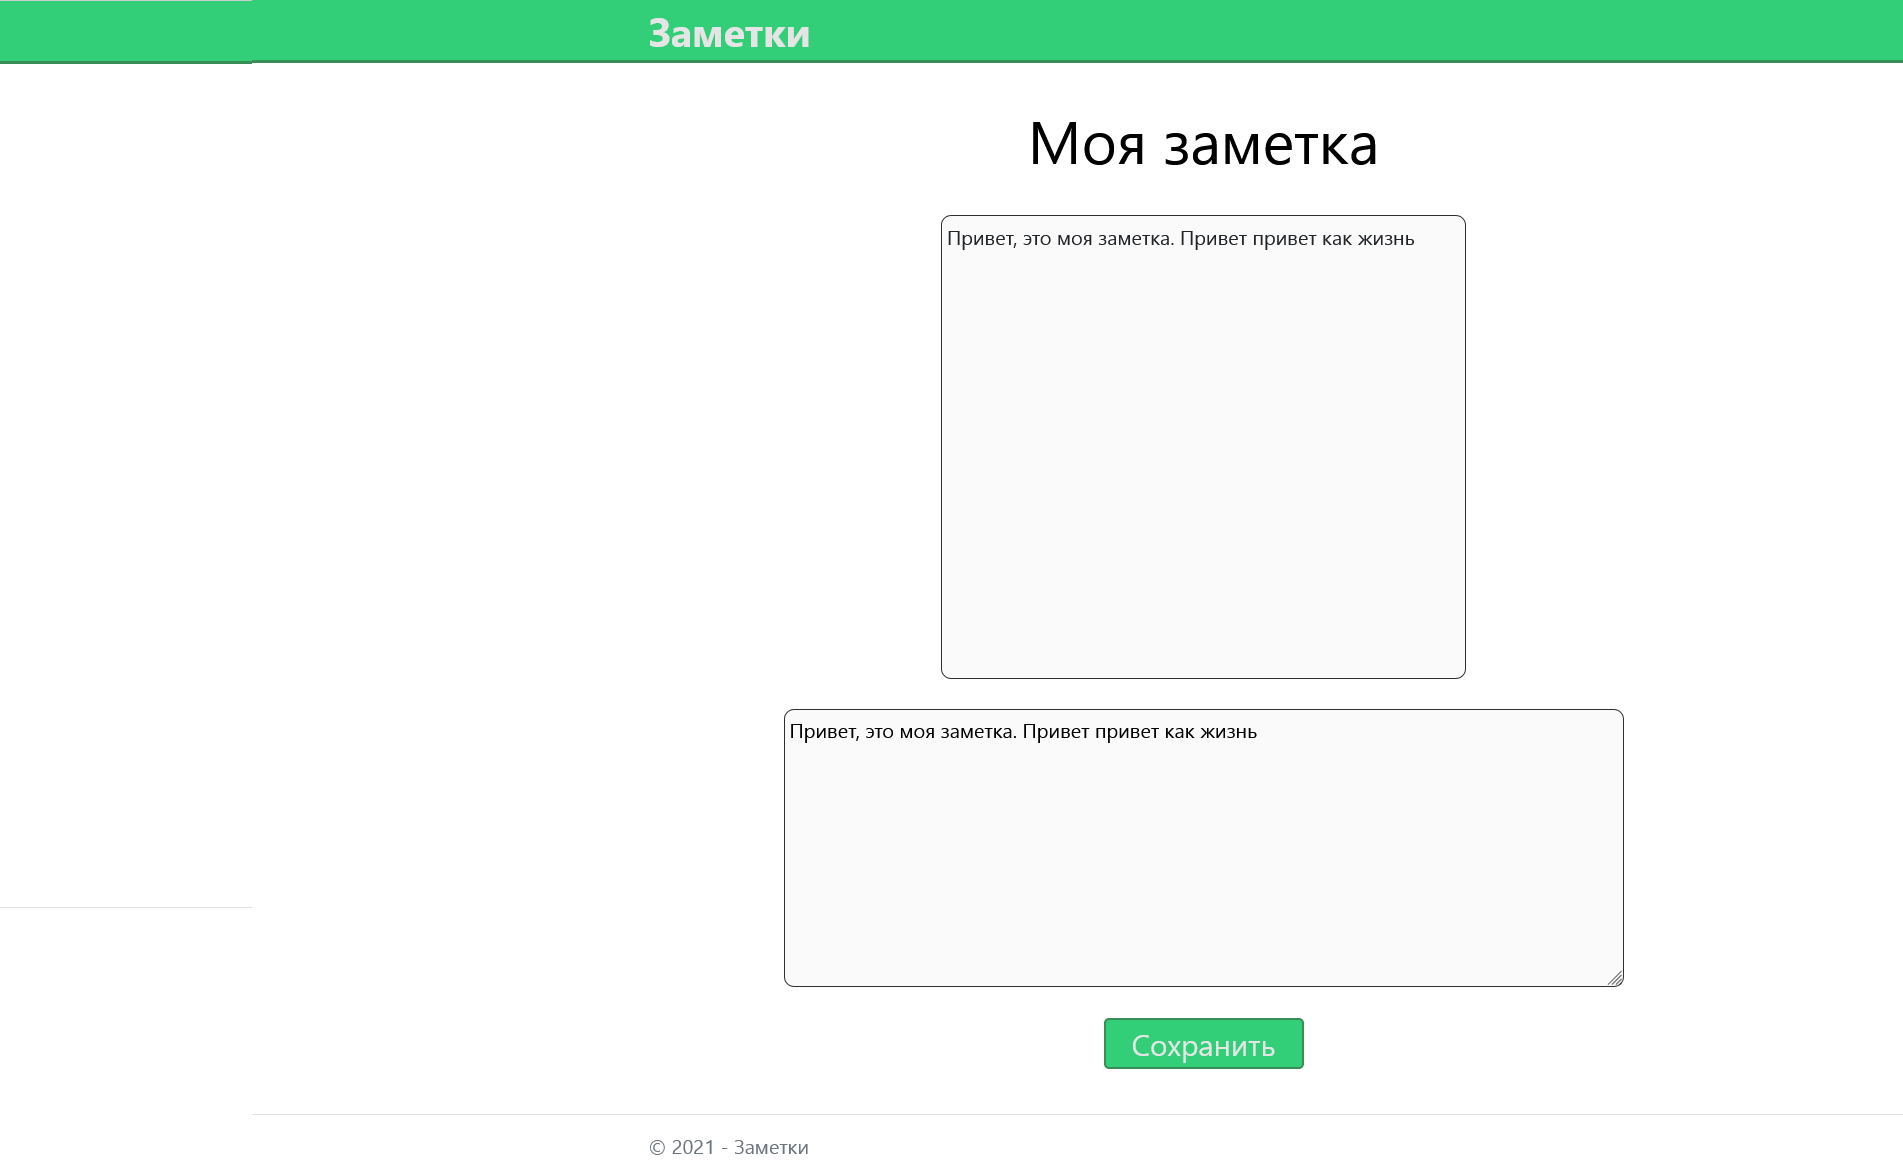 Заметки
Моя заметка
Привет, это моя заметка. Привет привет как жизнь
Привет, это моя заметка. Привет привет как жизнь
Сохранить
© 2021 - Заметки